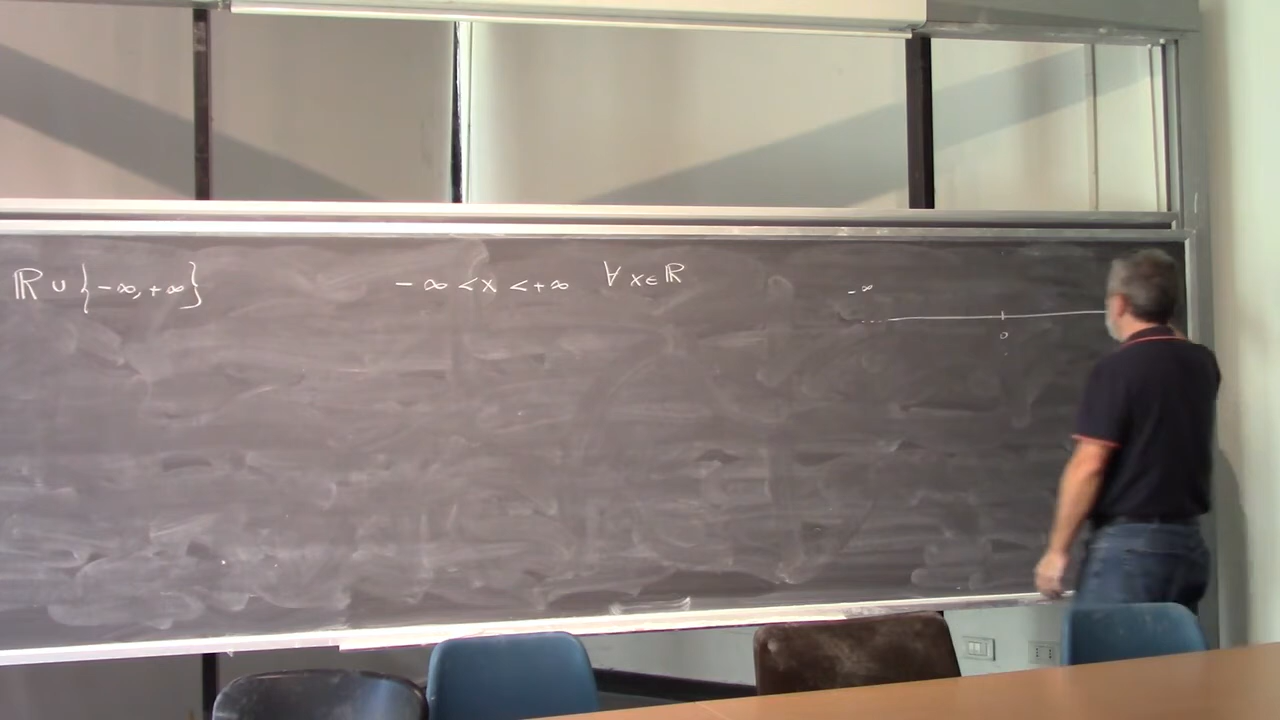 ℝ ∪ {-∞, +∞}
-∞ < x < +∞ ∀ x ∈ ℝ
-∞
0